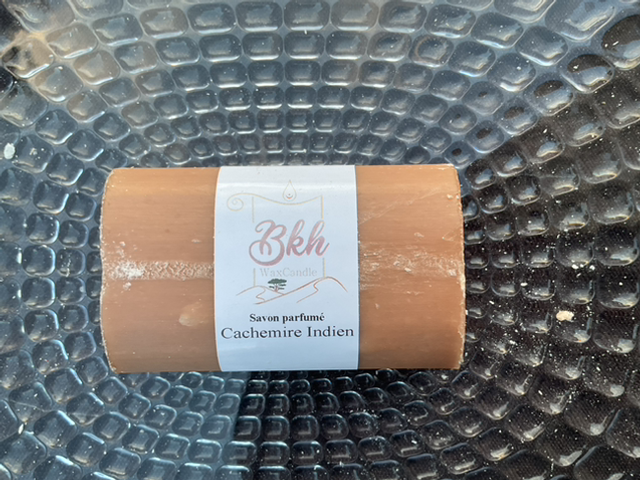 Bkh
WaxCandle
Savon parfumé
Cachemire Indien